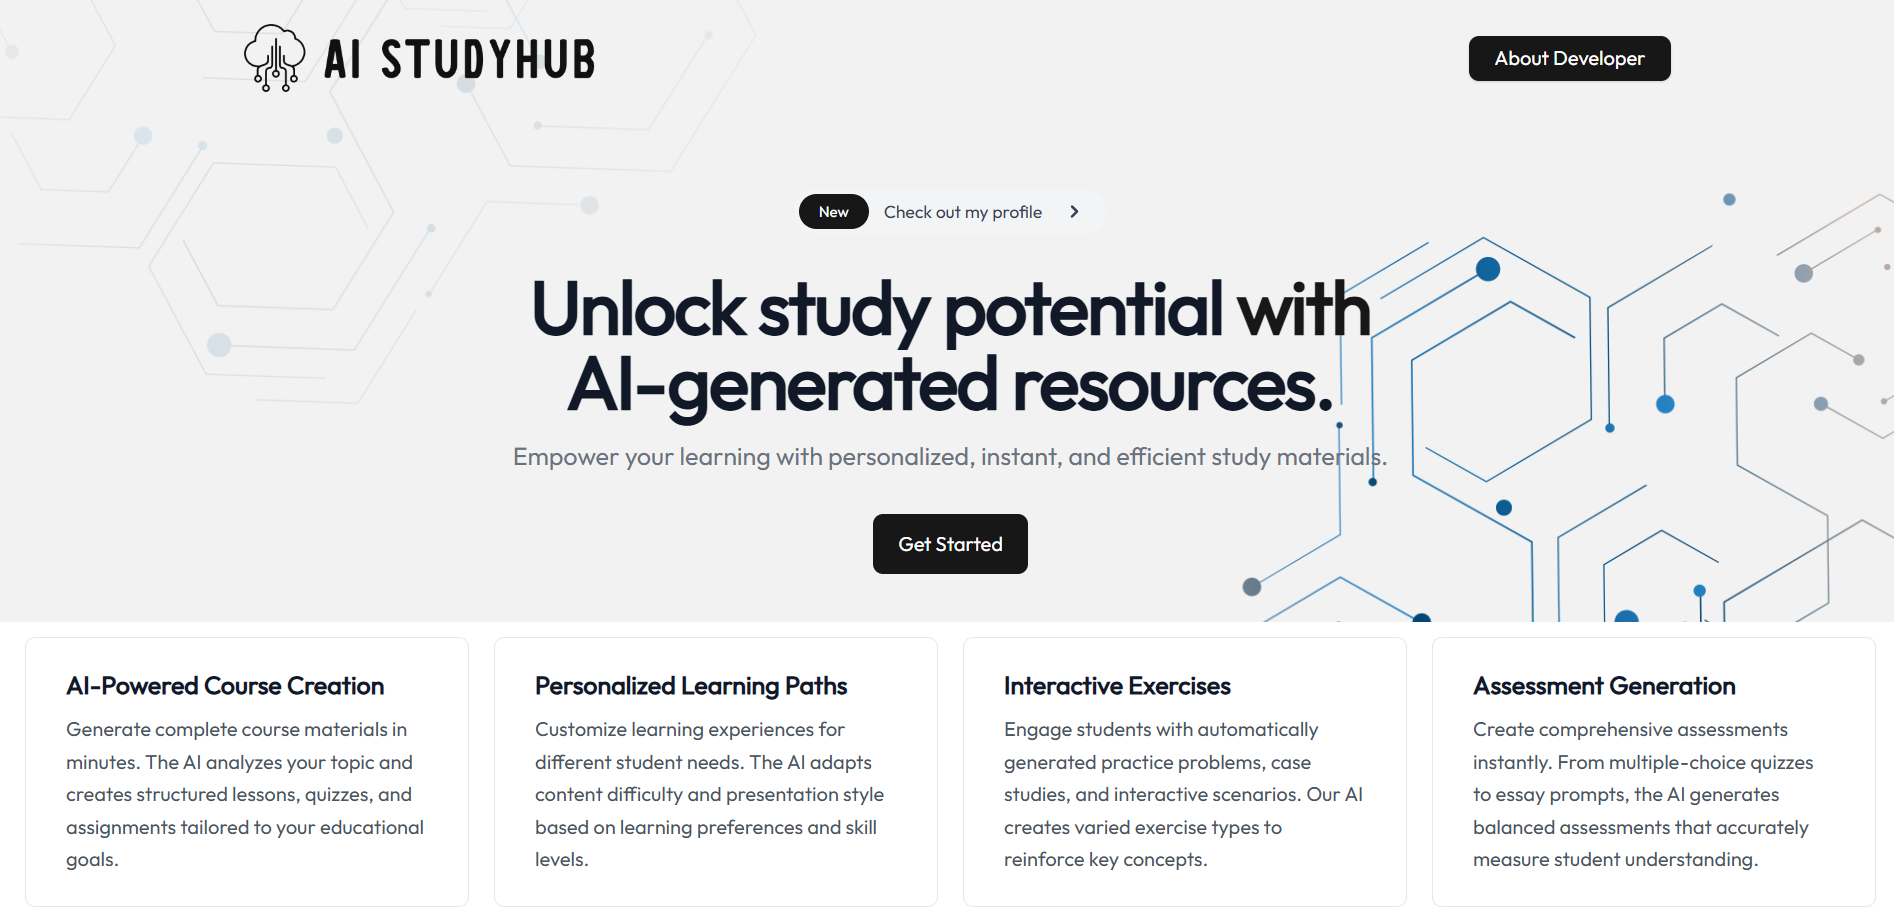 AI STUDYHUB
About Developer
New
Check out my profile
Unlock study potential with
AI-generated resources.
Empower your learning with personalized, instant, and efficient study materials.
Get Started
AI-Powered Course Creation
Generate complete course materials in
minutes. The AI analyzes your topic and
creates structured lessons, quizzes, and
assignments tailored to your educational
goals.
Personalized Learning Paths
Customize learning experiences for
different student needs. The AI adapts
content difficulty and presentation style
based on learning preferences and skill
levels.
Interactive Exercises
Engage students with automatically
generated practice problems, case
studies, and interactive scenarios. Our AI
creates varied exercise types to
reinforce key concepts.
Assessment Generation
Create comprehensive assessments
instantly. From multiple-choice quizzes
to essay prompts, the AI generates
balanced assessments that accurately
measure student understanding.